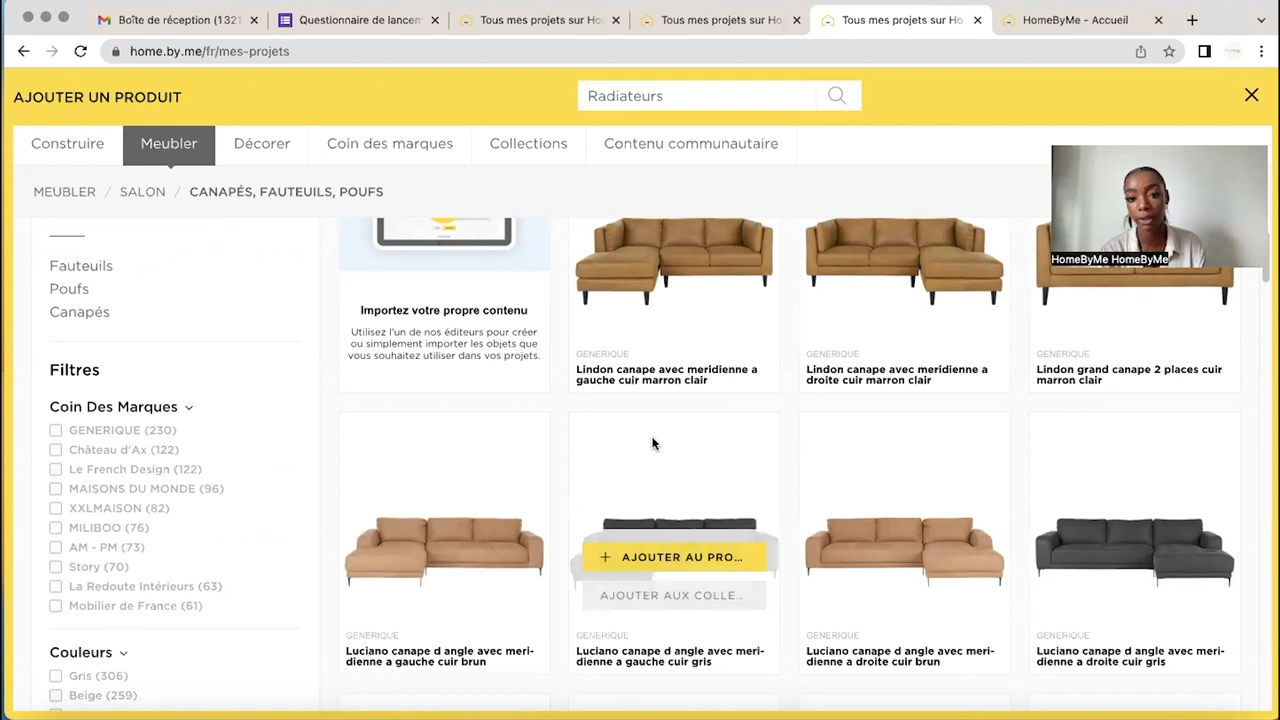 Boîte de réception (1 321
Questionnaire de lancem
Tous mes projets sur Ho
Tous mes projets sur Ho
Tous mes projets sur Ho
HomeByMe - Accueil
home.by.me/fr/mes-projets
AJOUTER UN PRODUIT
Radiateurs
Construire
Meubler
Décorer
Coin des marques
Collections
Contenu communautaire
MEUBLER / SALON / CANAPÉS, FAUTEUILS, POUFS
HomeByMe HomeByMe
Fauteuils
Poufs
Canapés
Filtres
Coin Des Marques
GENERIQUE (230)
Château d'Ax (122)
Le French Design (122)
MAISONS DU MONDE (96)
XXLMAISON (82)
MILIBOO (76)
AM - PM (73)
Story (70)
La Redoute Intérieurs (63)
Mobilier de France (61)
Couleurs
Gris (306)
Beige (259)
Importez votre propre contenu
Utilisez l'un de nos éditeurs pour créer
ou simplement importer les objets que
vous souhaitez utiliser dans vos projets.
GENERIQUE
Lindon canape avec meridienne a
gauche cuir marron clair
GENERIQUE
Lindon canape avec meridienne a
droite cuir marron clair
GENERIQUE
Lindon grand canape 2 places cuir
marron clair
GENERIQUE
Luciano canape d angle avec meri-
dienne a gauche cuir brun
+ AJOUTER AU PRO...
AJOUTER AUX COLLE...
GENERIQUE
Luciano canape d angle avec meri-
dienne a gauche cuir gris
GENERIQUE
Luciano canape d angle avec meri-
dienne a droite cuir brun
GENERIQUE
Luciano canape d angle avec meri-
dienne a droite cuir gris